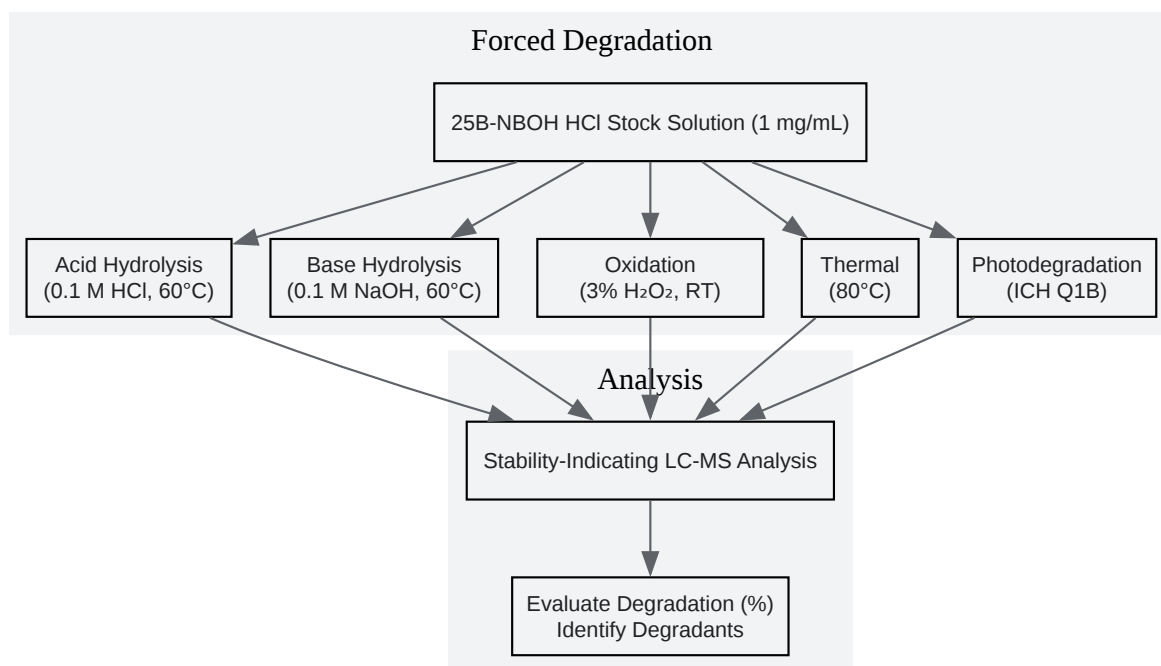 Forced Degradation
25B-NBOH HCl Stock Solution (1 mg/mL)
Acid Hydrolysis
(0.1 M HCl, 60°C)
Base Hydrolysis
(0.1 M NaOH, 60°C)
Oxidation
(3% H₂O₂, RT)
Thermal
(80°C)
Photodegradation
(ICH Q1B)
Analysis
Stability-Indicating LC-MS Analysis
Evaluate Degradation (%)
Identify Degradants